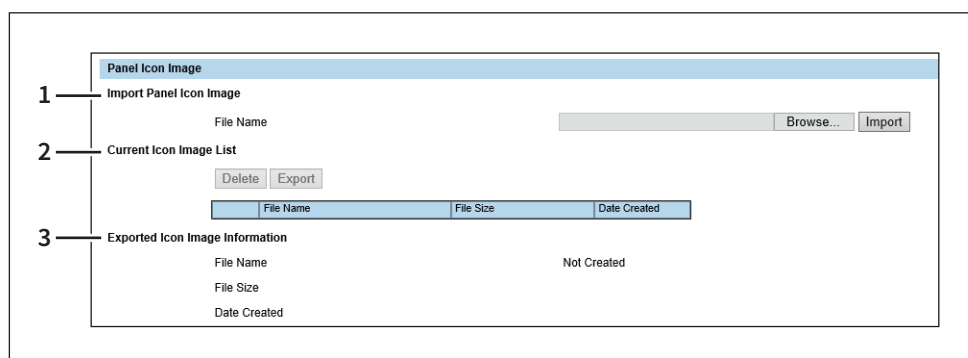 Panel Icon Image
1 Import Panel Icon Image
File Name Browse... Import
2 Current Icon Image List
Delete Export
File Name File Size Date Created
3 Exported Icon Image Information
File Name Not Created
File Size
Date Created